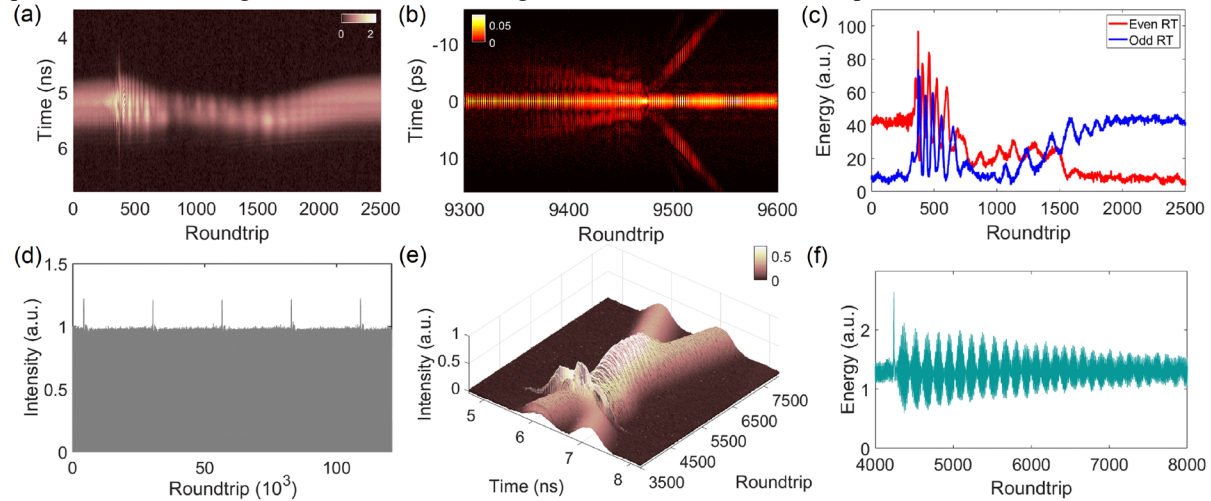 (a)
4
5
6
Time (ns)
0 2
0 500 1000 1500 2000 2500
Roundtrip
(b)
-10
0
10
Time (ps)
0.05
0
9300 9400 9500 9600
Roundtrip
(c)
100
80
60
40
20
0
Energy (a.u.)
Even RT
Odd RT
0 500 1000 1500 2000 2500
Roundtrip
(d)
1.5
1
0.5
0
Intensity (a.u.)
0 50 100
Roundtrip (10³)
(e)
0.5
0
1
0.5
0
Intensity (a.u.)
5 6 7 8
Time (ns)
3500 4500 5500 6500 7500
Roundtrip
(f)
2
1
0
Energy (a.u.)
4000 5000 6000 7000 8000
Roundtrip